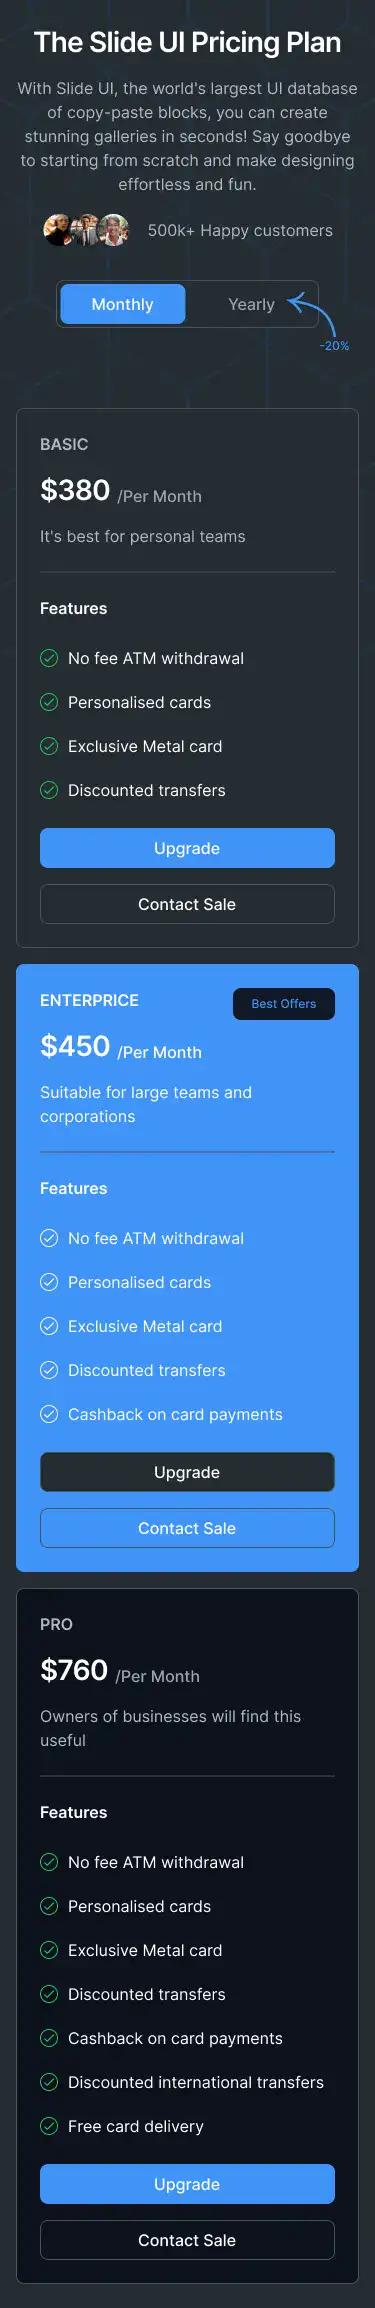 The Slide UI Pricing Plan
With Slide UI, the world's largest UI database
of copy-paste blocks, you can create
stunning galleries in seconds! Say goodbye
to starting from scratch and make designing
effortless and fun.
500k+ Happy customers
Monthly
Yearly
-20%
BASIC
$380 /Per Month
It's best for personal teams
Features
No fee ATM withdrawal
Personalised cards
Exclusive Metal card
Discounted transfers
Upgrade
Contact Sale
ENTERPRICE
Best Offers
$450 /Per Month
Suitable for large teams and
corporations
Features
No fee ATM withdrawal
Personalised cards
Exclusive Metal card
Discounted transfers
Cashback on card payments
Upgrade
Contact Sale
PRO
$760 /Per Month
Owners of businesses will find this
useful
Features
No fee ATM withdrawal
Personalised cards
Exclusive Metal card
Discounted transfers
Cashback on card payments
Discounted international transfers
Free card delivery
Upgrade
Contact Sale